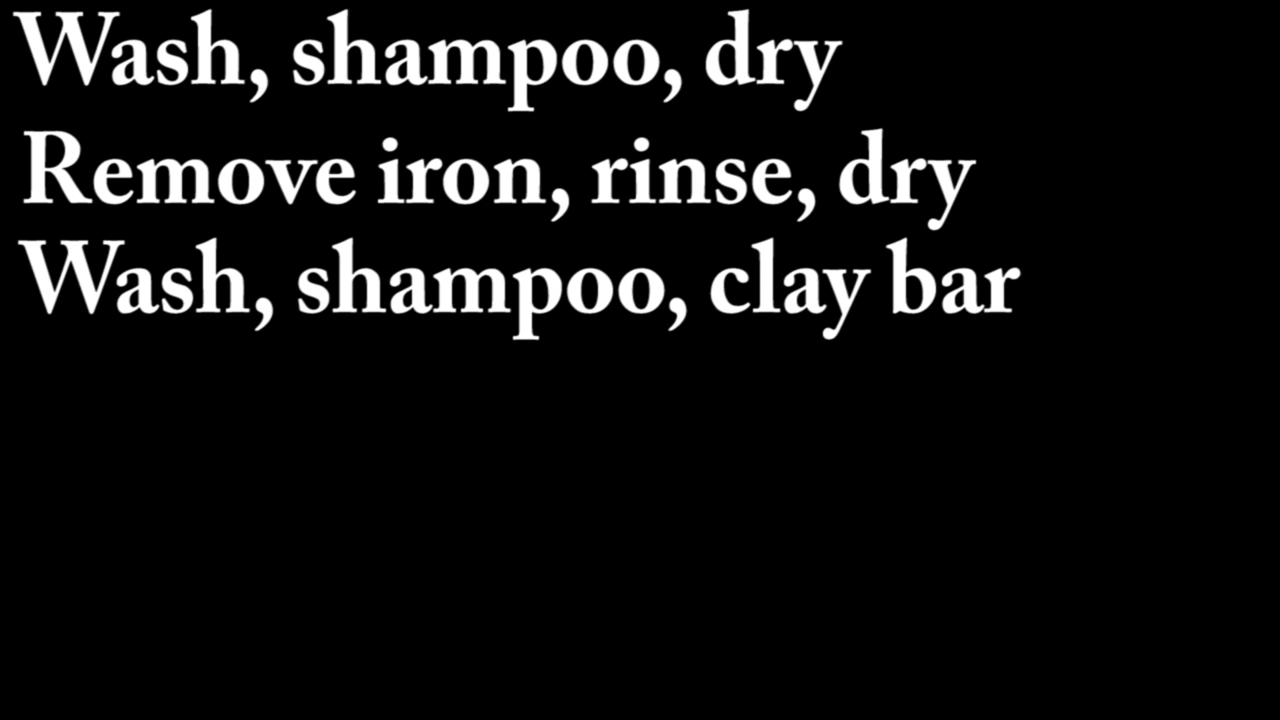 Wash, shampoo, dry
Remove iron, rinse, dry
Wash, shampoo, clay bar